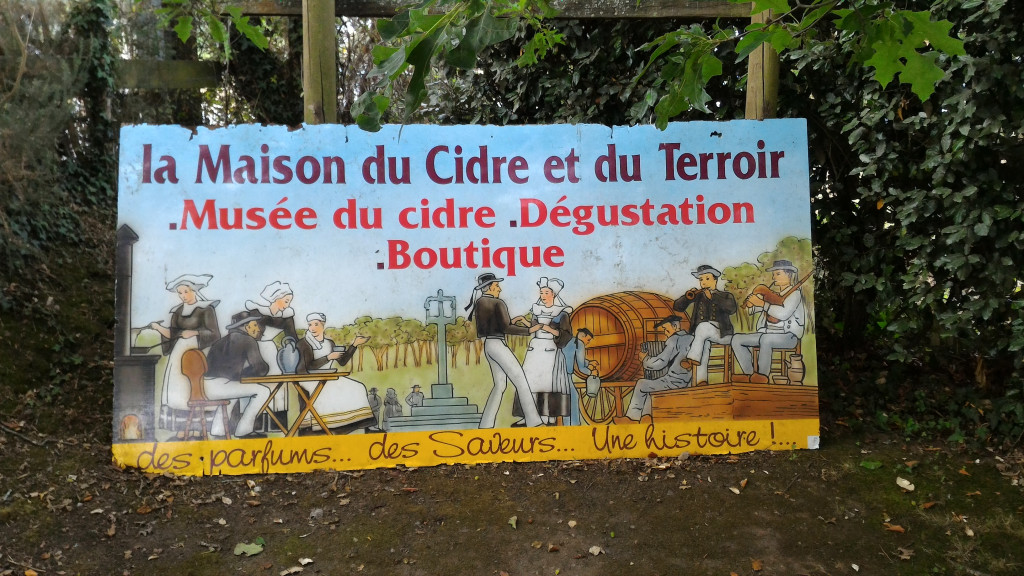 la Maison du Cidre et du Terroir
.Musée du cidre .Dégustation
.Boutique
des parfums... des Saveurs... Une histoire !...